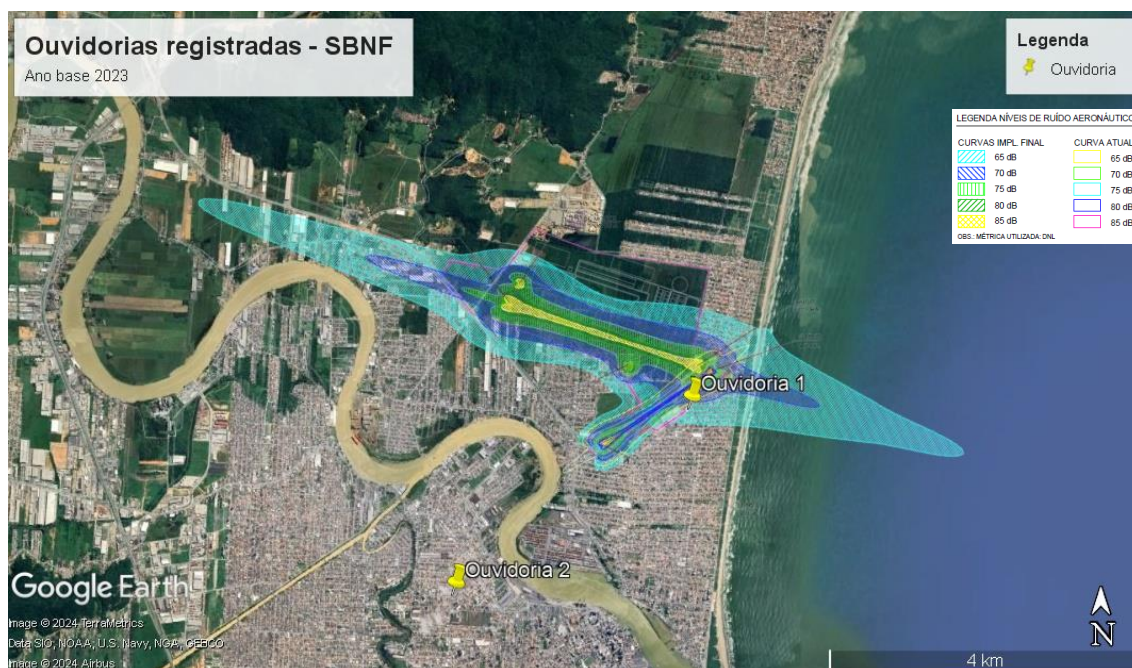 Ouvidorias registradas - SBNF
Ano base 2023
Legenda
Ouvidoria
LEGENDA NÍVEIS DE RUÍDO AERONÁUTICO
CURVAS IMPL. FINAL
65 dB
70 dB
75 dB
80 dB
85 dB
CURVA ATUAL
65 dB
70 dB
75 dB
80 dB
85 dB
OBS.: MÉTRICA UTILIZADA: DNL
Ouvidoria 1
Ouvidoria 2
Google Earth
Image © 2024 TerraMetrics
Data SIO, NOAA, U.S. Navy, NGA, GEBCO
Image © 2024 Airbus
N
4 km